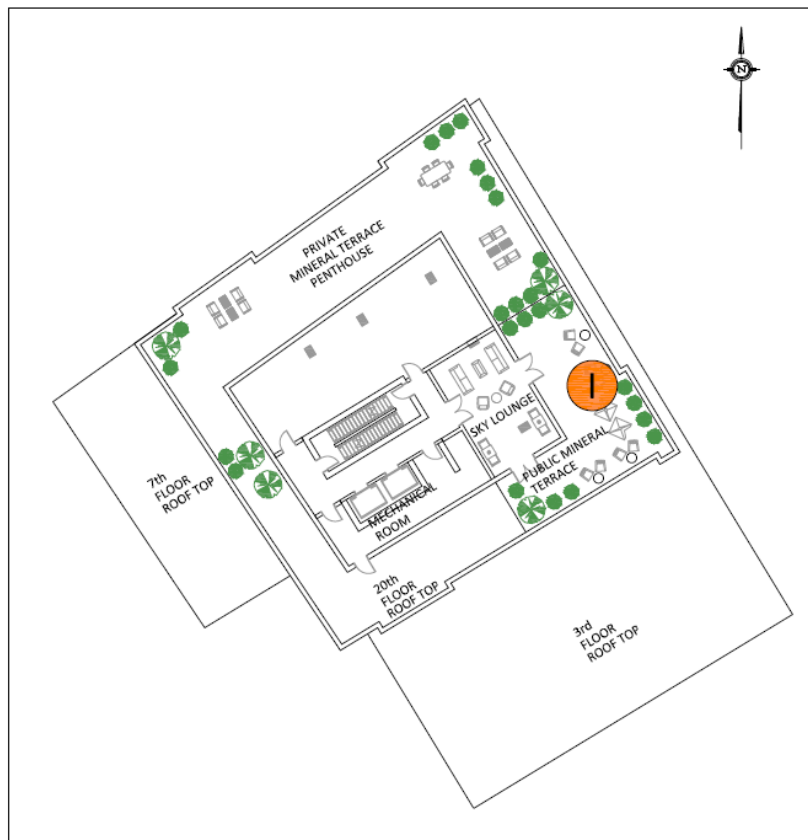 N
PRIVATE
MINERAL TERRACE
PENTHOUSE
SKY LOUNGE
I
PUBLIC MINERAL
TERRACE
7th
FLOOR
ROOF TOP
MECHANICAL
ROOM
20th
FLOOR
ROOF TOP
3rd
FLOOR
ROOF TOP